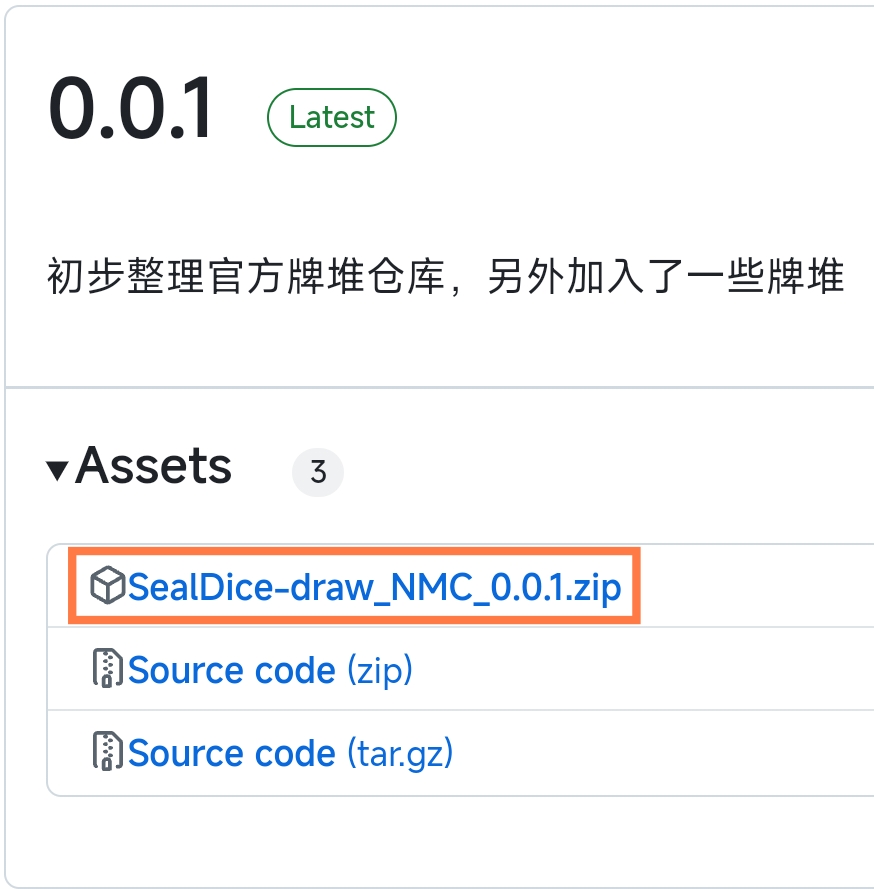 0.0.1 Latest
初步整理官方牌堆仓库，另外加入了一些牌堆
Assets 3
SealDice-draw_NMC_0.0.1.zip
Source code (zip)
Source code (tar.gz)